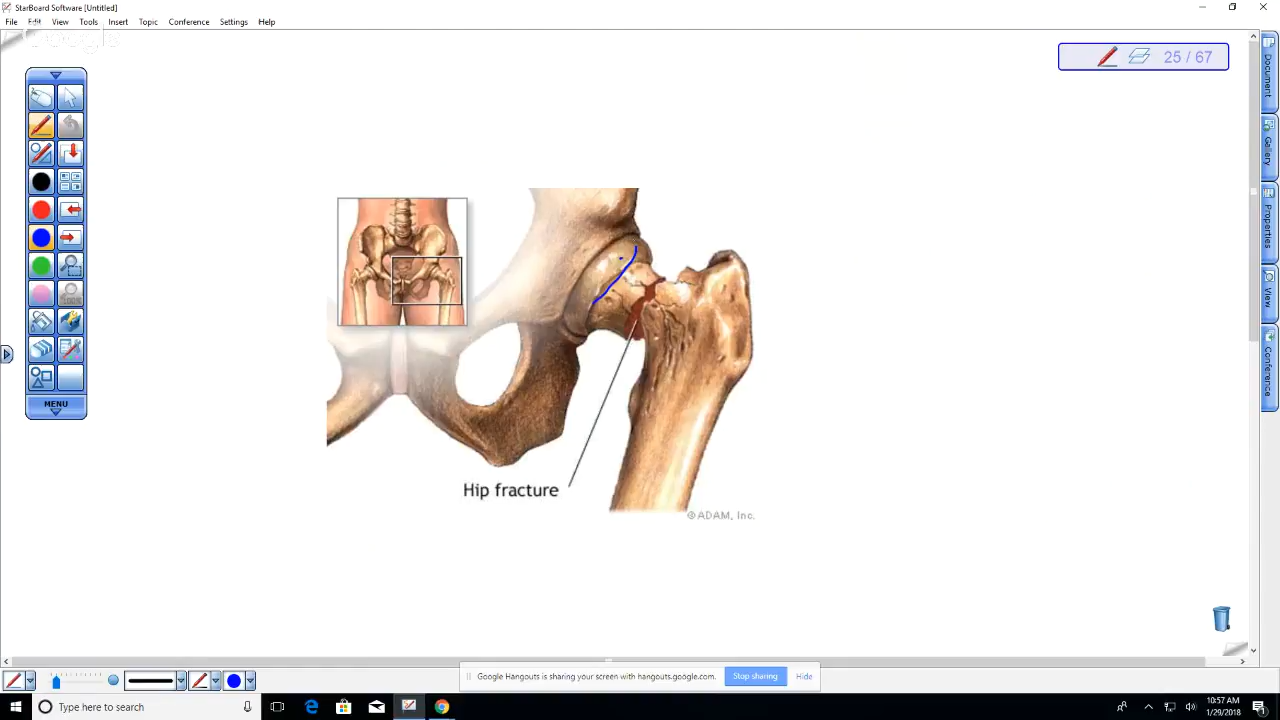 StarBoard Software [Untitled]
File Edit View Tools Insert Topic Conference Settings Help
25 / 67
Document
Gallery
Properties
View
Conference
MENU
Hip fracture
©ADAM, Inc.
Google Hangouts is sharing your screen with hangouts.google.com. Stop sharing Hide
Type here to search
10:57 AM
1/29/2018
1